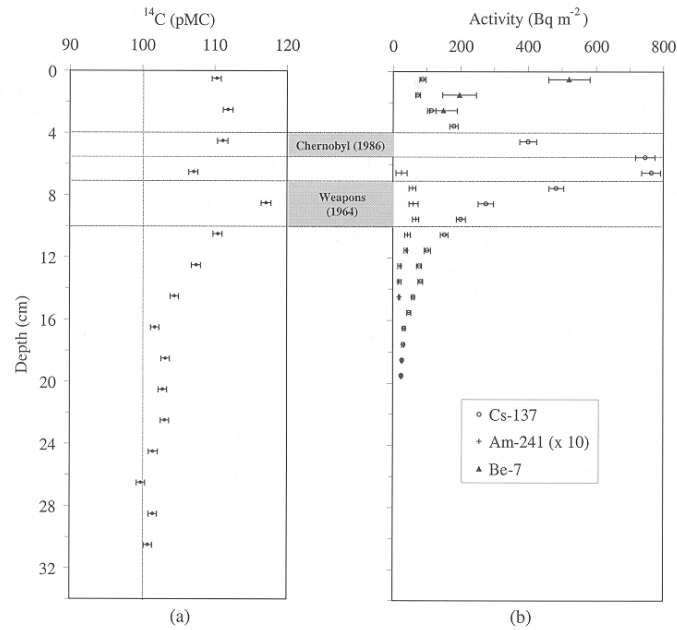 ¹⁴C (pMC)
90 100 110 120
Activity (Bq m⁻²)
0 200 400 600 800
Depth (cm)
0
4
8
12
16
20
24
28
32
Chernobyl (1986)
Weapons
(1964)
Cs-137
Am-241 (x 10)
Be-7
(a)
(b)